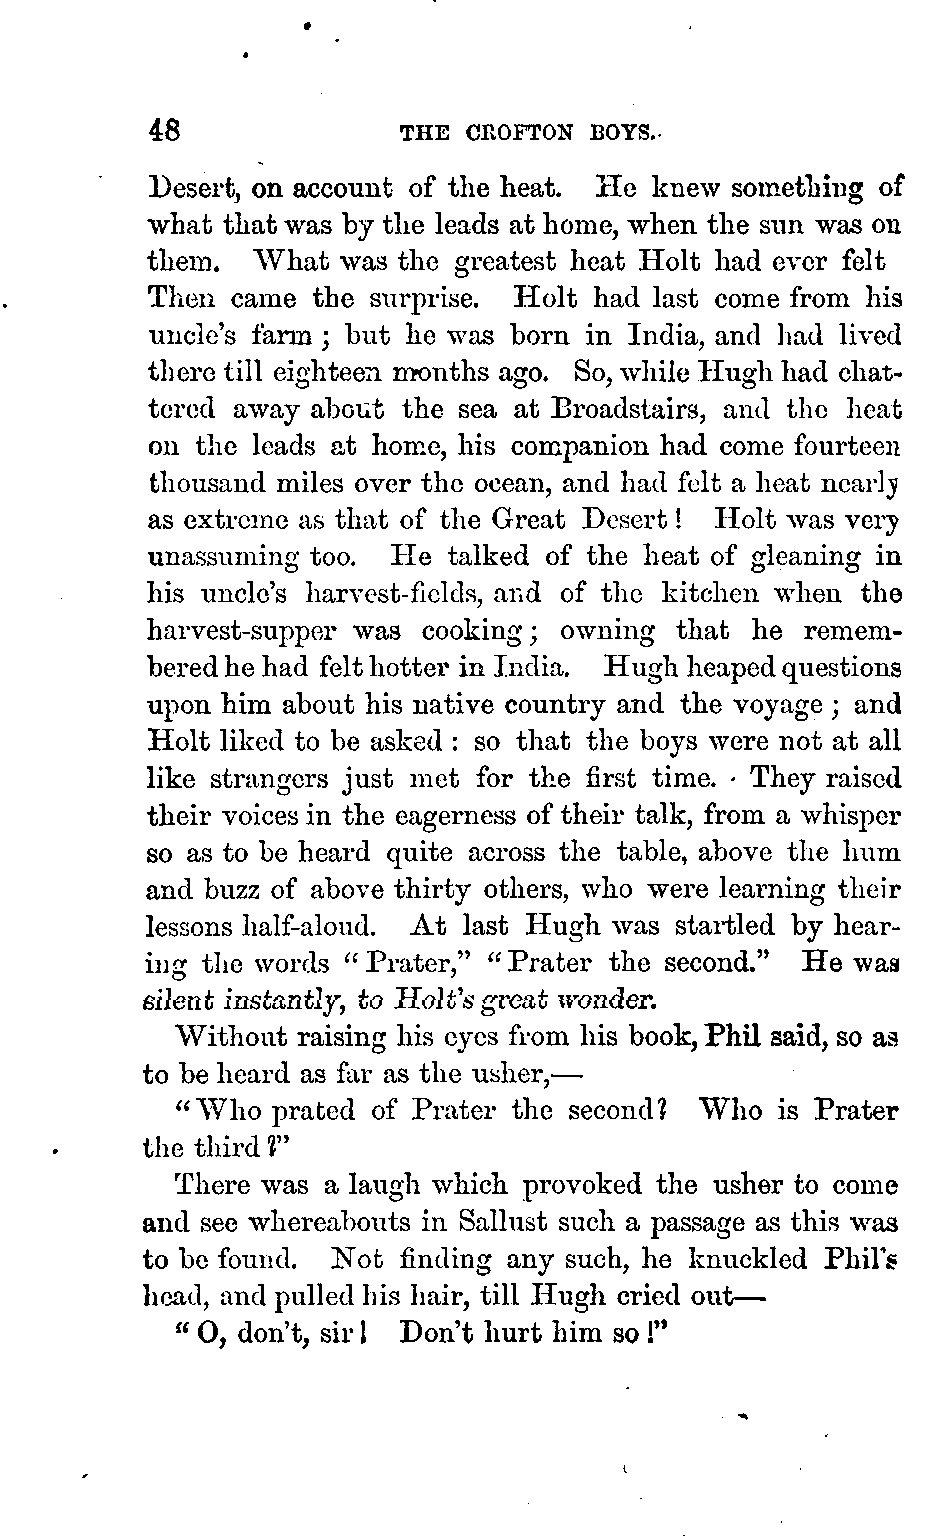 48 THE CROFTON BOYS.
Desert, on account of the heat. He knew something of
what that was by the leads at home, when the sun was on
them. What was the greatest heat Holt had ever felt
Then came the surprise. Holt had last come from his
uncle's farm ; but he was born in India, and had lived
there till eighteen months ago. So, while Hugh had chat-
tered away about the sea at Broadstairs, and the heat
on the leads at home, his companion had come fourteen
thousand miles over the ocean, and had felt a heat nearly
as extreme as that of the Great Desert ! Holt was very
unassuming too. He talked of the heat of gleaning in
his uncle's harvest-fields, and of the kitchen when the
harvest-supper was cooking ; owning that he remem-
bered he had felt hotter in India. Hugh heaped questions
upon him about his native country and the voyage ; and
Holt liked to be asked : so that the boys were not at all
like strangers just met for the first time. They raised
their voices in the eagerness of their talk, from a whisper
so as to be heard quite across the table, above the hum
and buzz of above thirty others, who were learning their
lessons half-aloud. At last Hugh was startled by hear-
ing the words "Prater," "Prater the second." He was
silent instantly, to Holt's great wonder.
Without raising his eyes from his book, Phil said, so as
to be heard as far as the usher,—
"Who prated of Prater the second? Who is Prater
the third?"
There was a laugh which provoked the usher to come
and see whereabouts in Sallust such a passage as this was
to be found. Not finding any such, he knuckled Phil's
head, and pulled his hair, till Hugh cried out—
"O, don't, sir! Don't hurt him so!"